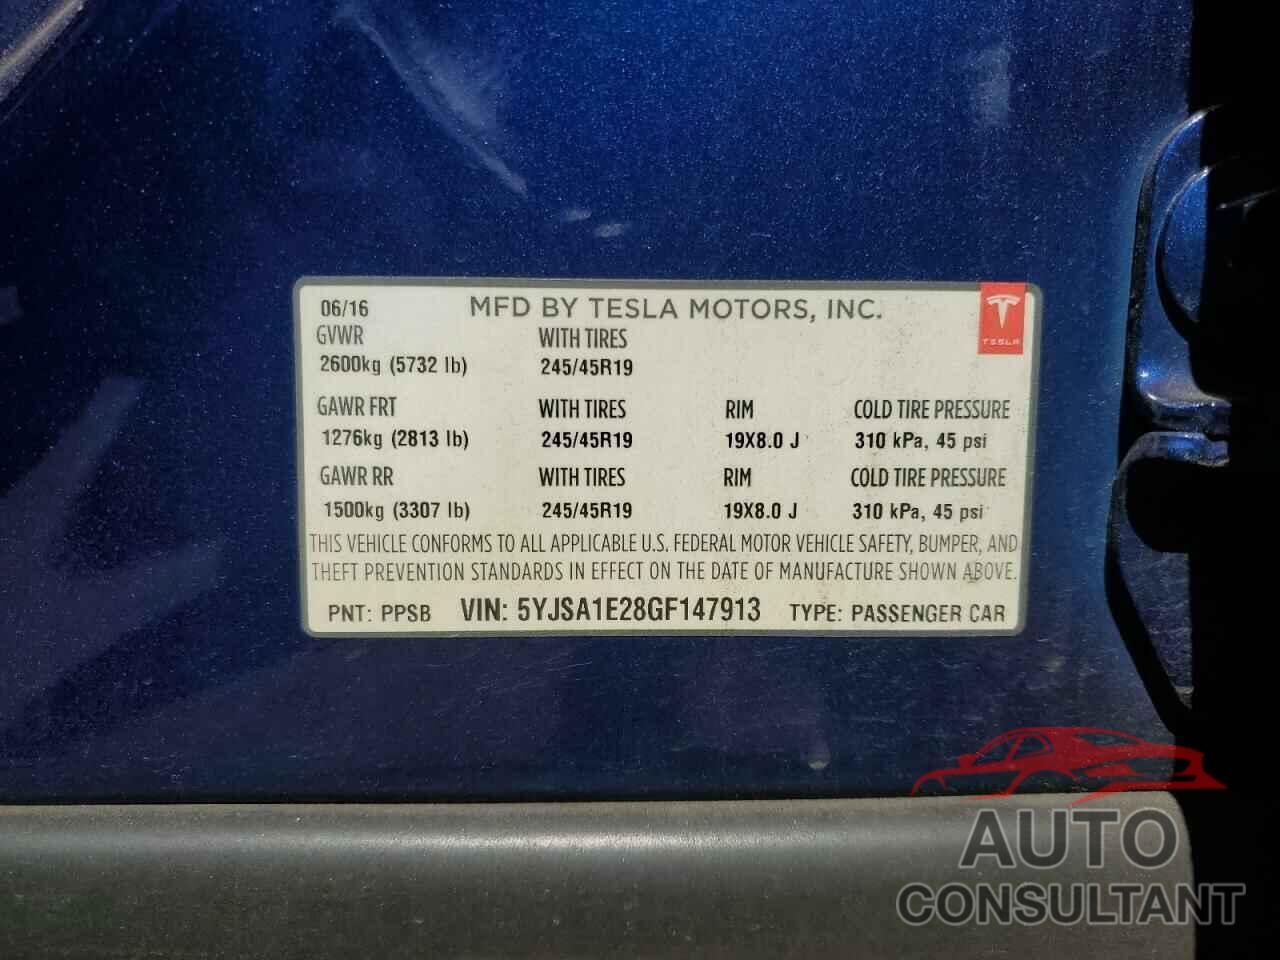 06/16 MFD BY TESLA MOTORS, INC.
TESLA
GVWR WITH TIRES
2600kg (5732 lb) 245/45R19
GAWR FRT WITH TIRES RIM COLD TIRE PRESSURE
1276kg (2813 lb) 245/45R19 19X8.0 J 310 kPa, 45 psi
GAWR RR WITH TIRES RIM COLD TIRE PRESSURE
1500kg (3307 lb) 245/45R19 19X8.0 J 310 kPa, 45 psi
THIS VEHICLE CONFORMS TO ALL APPLICABLE U.S. FEDERAL MOTOR VEHICLE SAFETY, BUMPER, AND
THEFT PREVENTION STANDARDS IN EFFECT ON THE DATE OF MANUFACTURE SHOWN ABOVE.
PNT: PPSB VIN: 5YJSA1E28GF147913 TYPE: PASSENGER CAR
AUTO
CONSULTANT